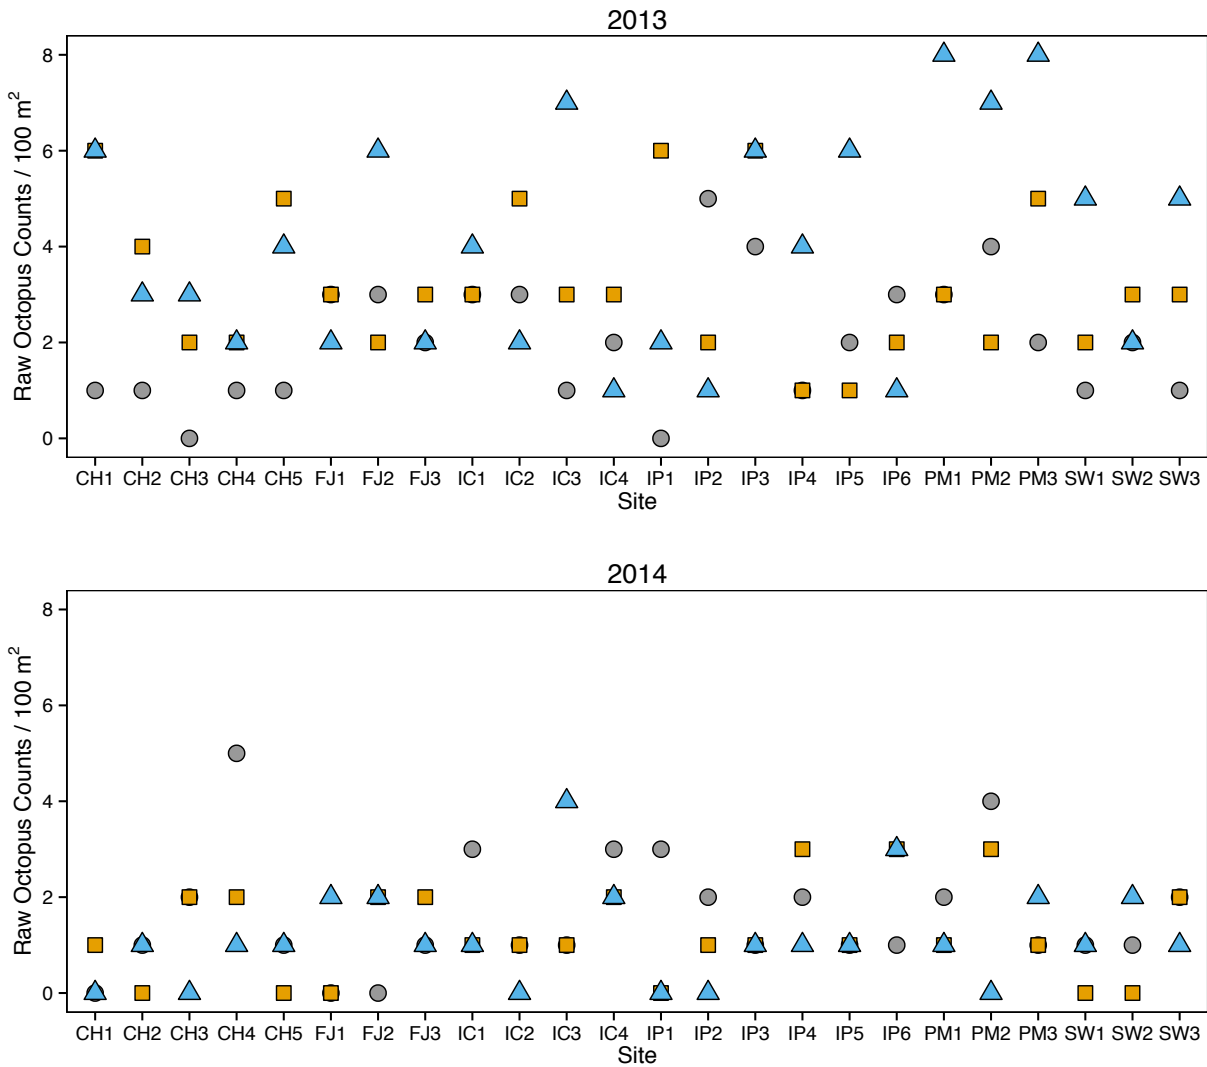 2013
Raw Octopus Counts / 100 m²
8
6
4
2
0
CH1 CH2 CH3 CH4 CH5 FJ1 FJ2 FJ3 IC1 IC2 IC3 IC4 IP1 IP2 IP3 IP4 IP5 IP6 PM1 PM2 PM3 SW1 SW2 SW3
Site
2014
Raw Octopus Counts / 100 m²
8
6
4
2
0
CH1 CH2 CH3 CH4 CH5 FJ1 FJ2 FJ3 IC1 IC2 IC3 IC4 IP1 IP2 IP3 IP4 IP5 IP6 PM1 PM2 PM3 SW1 SW2 SW3
Site